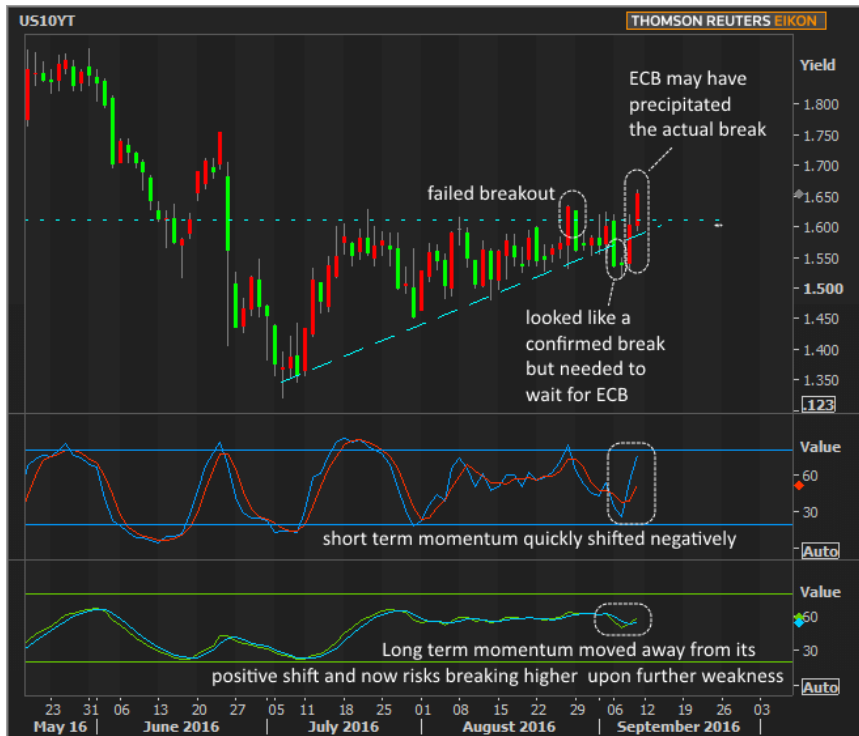 US10YT
THOMSON REUTERS EIKON
Yield
ECB may have
precipitated
the actual break
1.800
1.750
1.700
failed breakout
1.650
1.600
1.550
1.500
looked like a
confirmed break
but needed to
wait for ECB
1.450
1.400
1.350
.123
Value
60
30
short term momentum quickly shifted negatively
Auto
Value
60
Long term momentum moved away from its
30
positive shift and now risks breaking higher upon further weakness
Auto
23 31 06 13 20 27 05 11 18 25 01 08 15 22 29 06 12 19 26 03
May 16 June 2016 July 2016 August 2016 September 2016